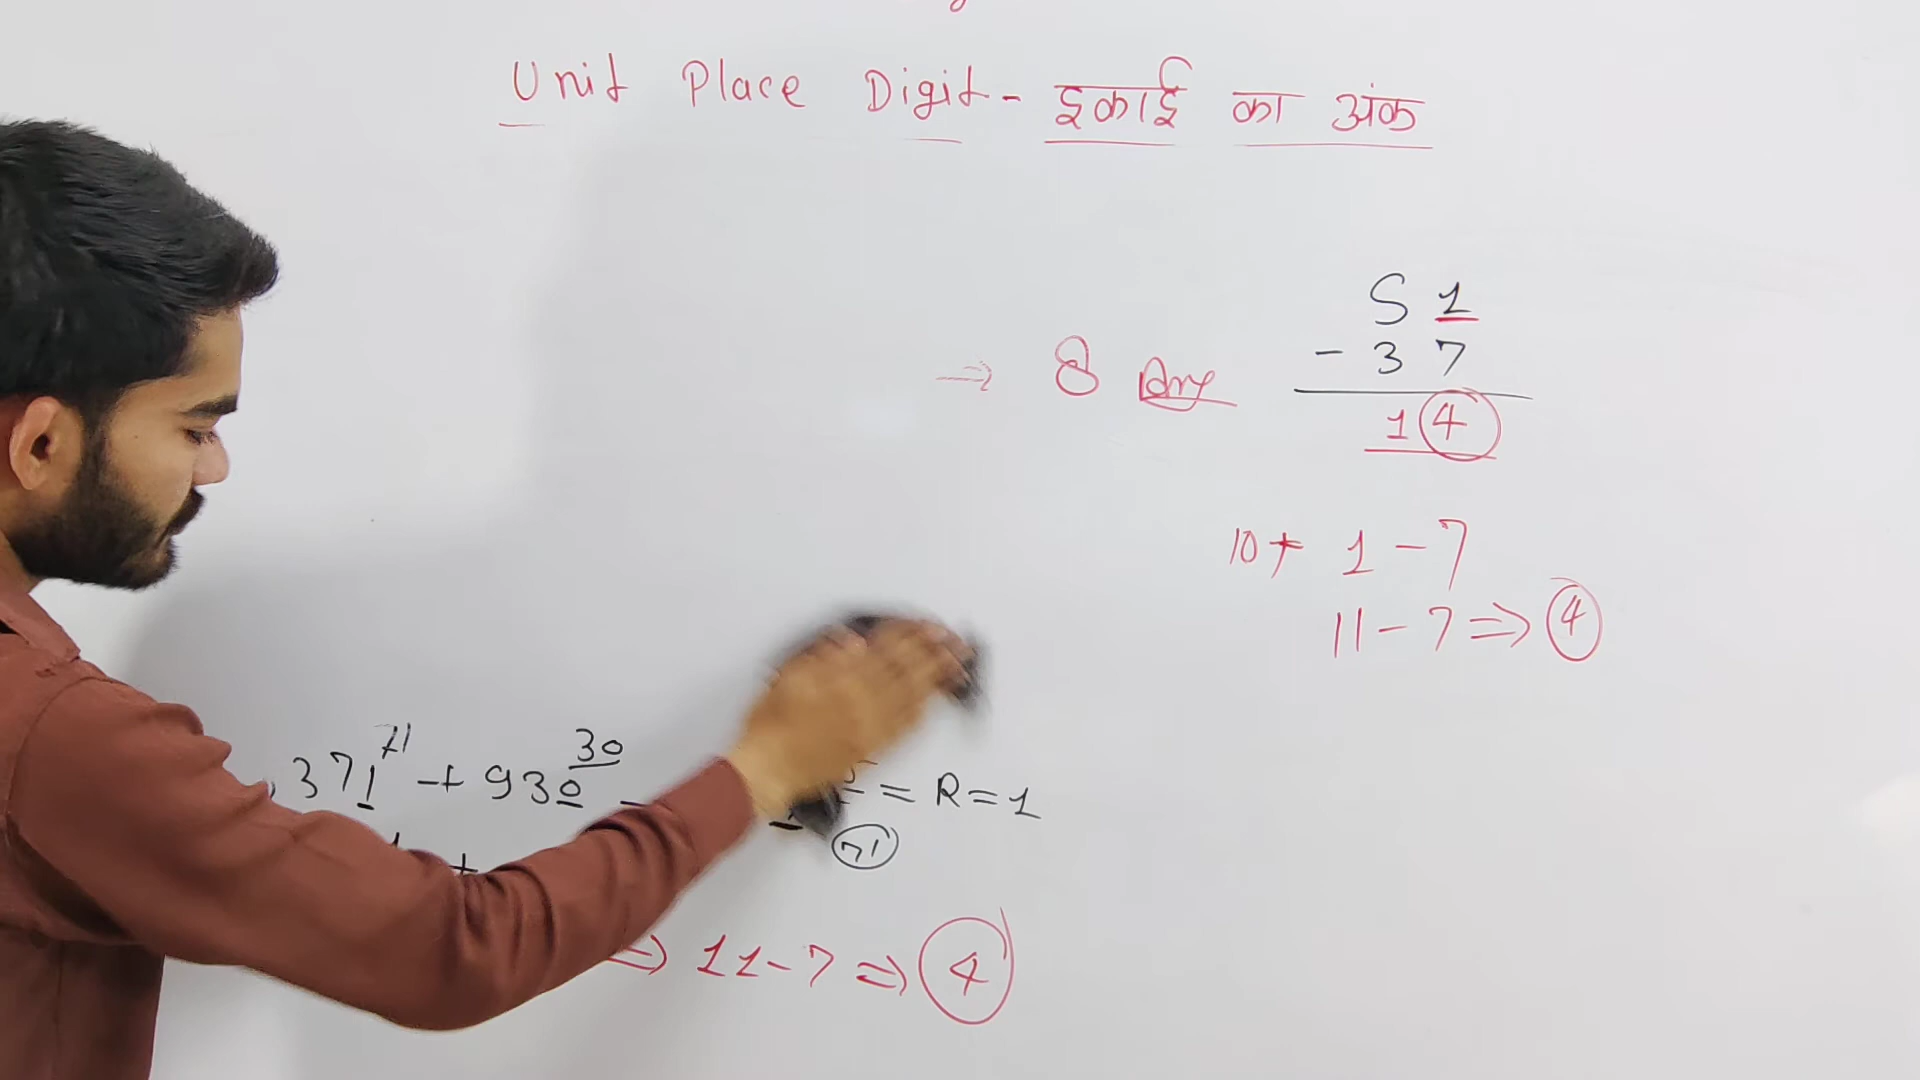 Unit Place Digit - इकाई का अंक
51
→ 8 Ans - 37
14
10+ 1 - 7
11 - 7 ⇒ 4
371^71 + 930^30 - = R = 1
+ 71
⇒ 11 - 7 ⇒ 4